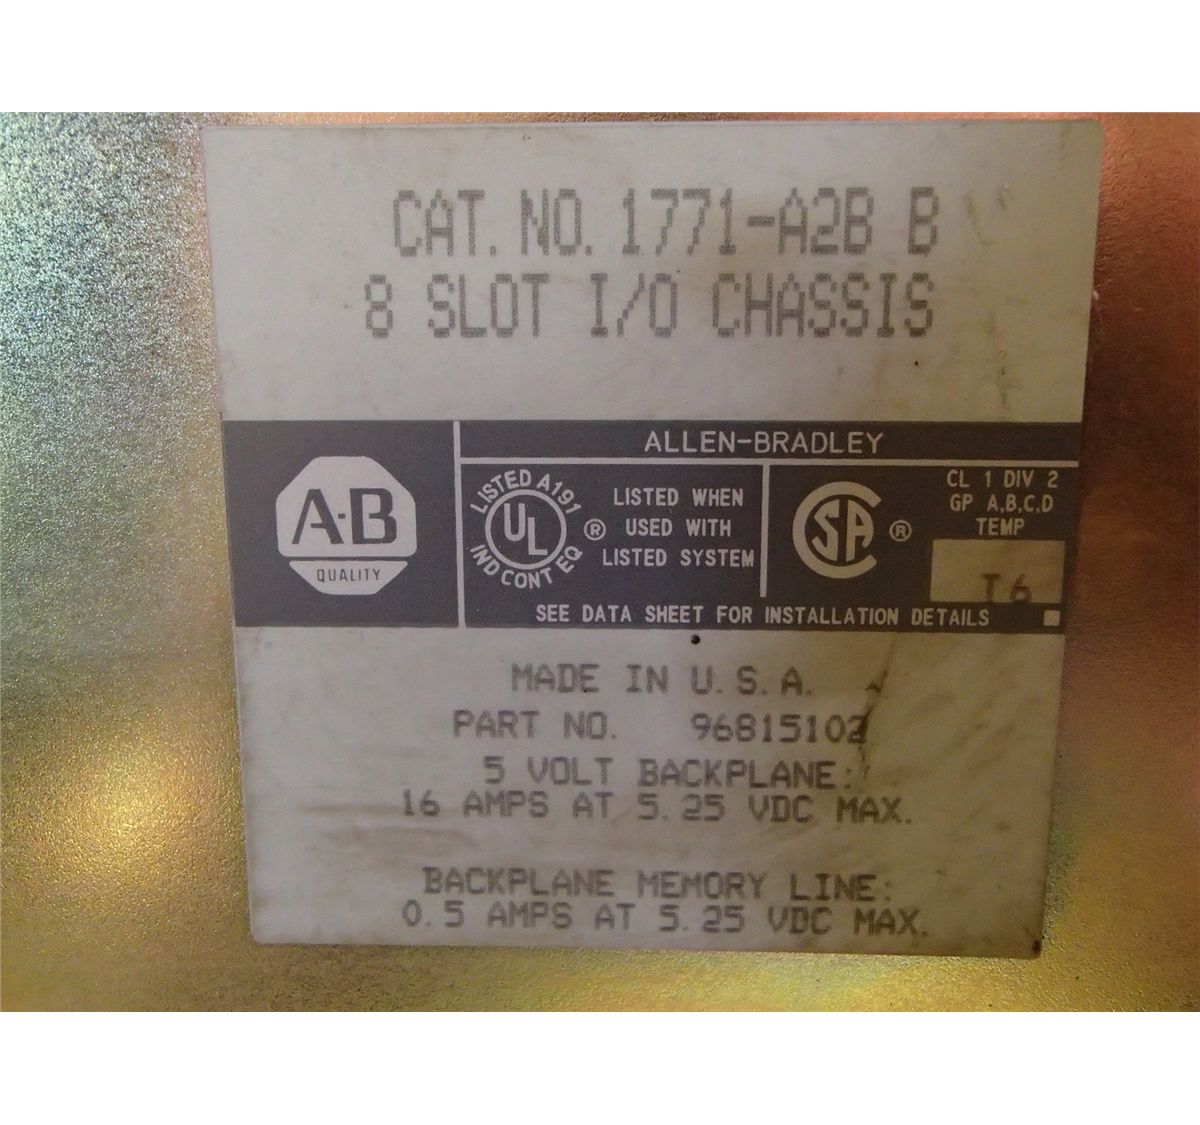 CAT. NO. 1771-A2B B
8 SLOT I/O CHASSIS
ALLEN-BRADLEY
A-B
QUALITY
LISTED A191
UL
IND CONT EQ
®
LISTED WHEN
USED WITH
LISTED SYSTEM
CSA ®
CL 1 DIV 2
GP A,B,C,D
TEMP
T6
SEE DATA SHEET FOR INSTALLATION DETAILS
MADE IN U.S.A.
PART NO. 96815102
5 VOLT BACKPLANE:
16 AMPS AT 5.25 VDC MAX.
BACKPLANE MEMORY LINE:
0.5 AMPS AT 5.25 VDC MAX.